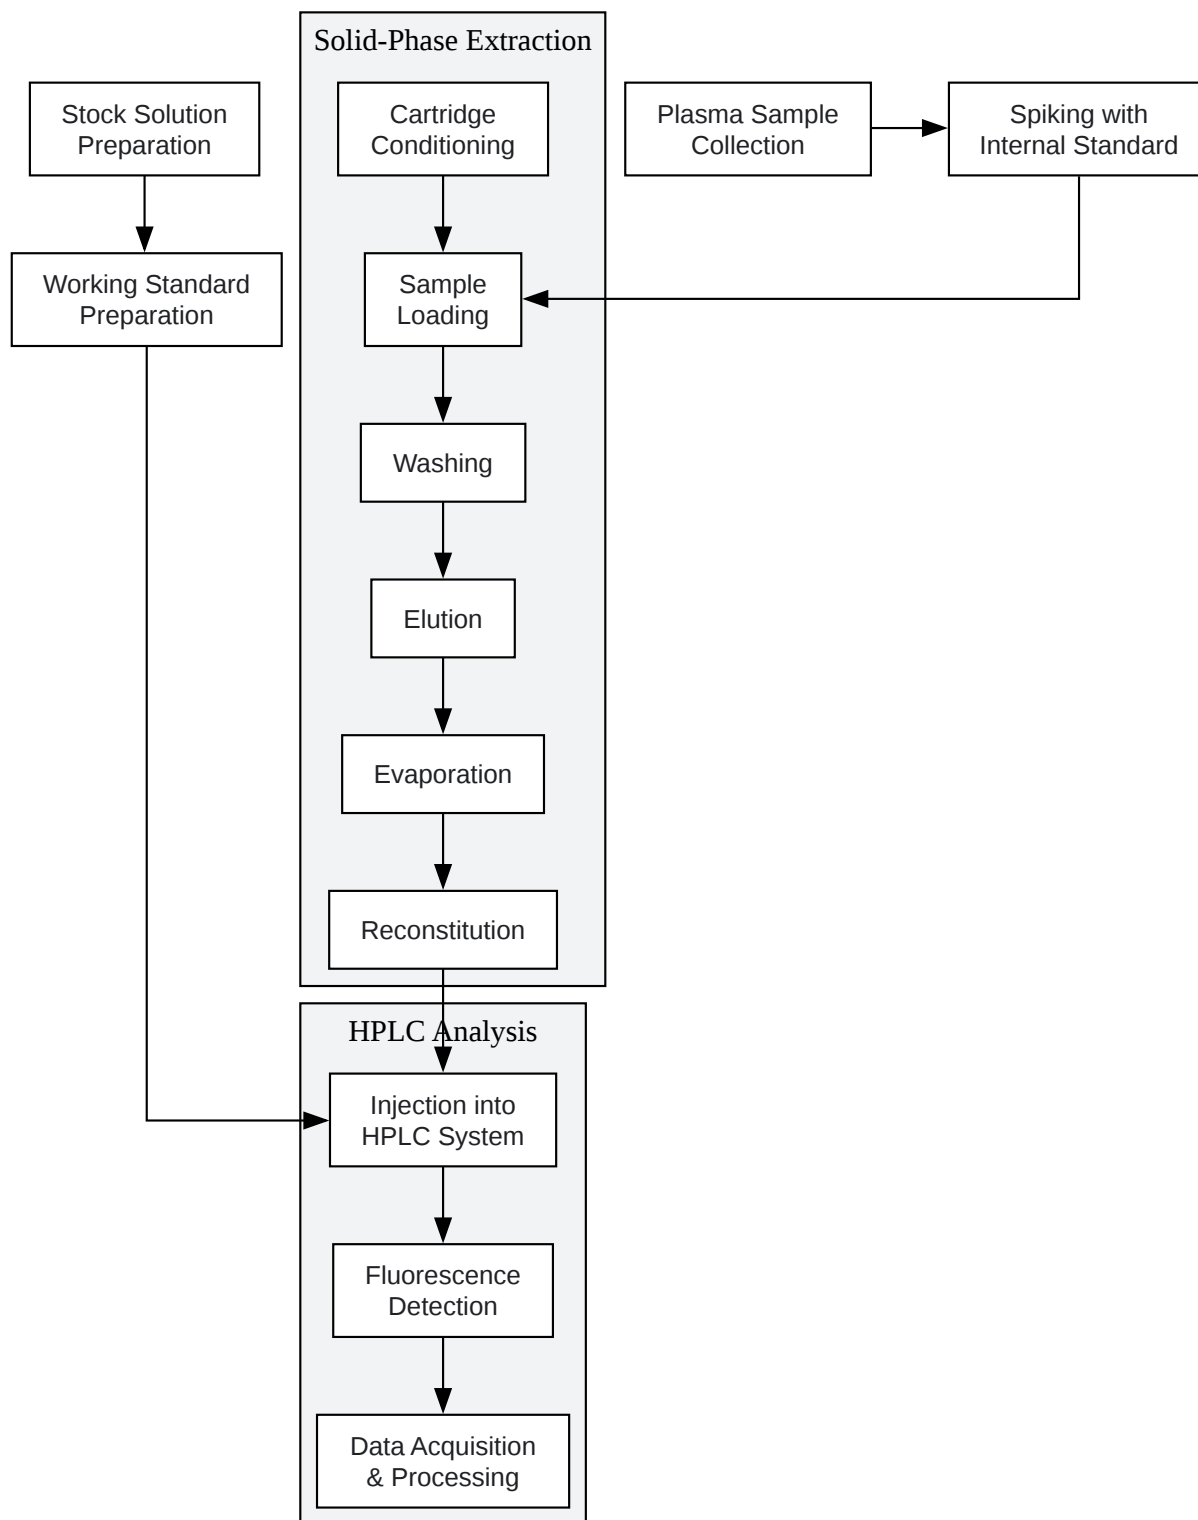 Solid-Phase Extraction
Stock Solution
Preparation
Cartridge
Conditioning
Plasma Sample
Collection
Spiking with
Internal Standard
Working Standard
Preparation
Sample
Loading
Washing
Elution
Evaporation
Reconstitution
HPLC Analysis
Injection into
HPLC System
Fluorescence
Detection
Data Acquisition
& Processing